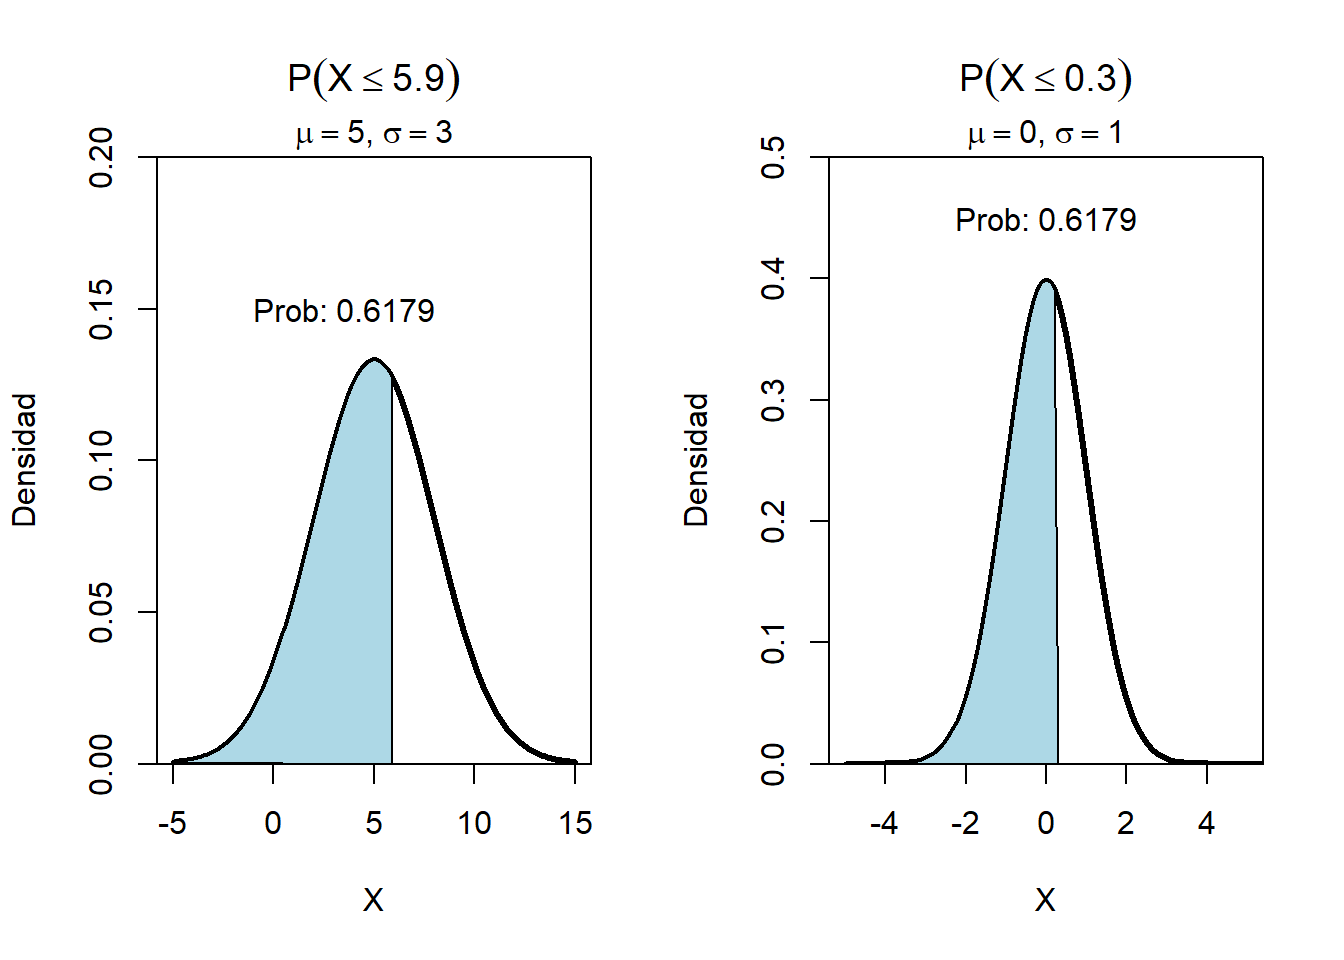 P(X ≤ 5.9)
μ = 5, σ = 3
Prob: 0.6179
Densidad
0.00 0.05 0.10 0.15 0.20
-5 0 5 10 15
X
P(X ≤ 0.3)
μ = 0, σ = 1
Prob: 0.6179
Densidad
0.0 0.1 0.2 0.3 0.4 0.5
-4 -2 0 2 4
X